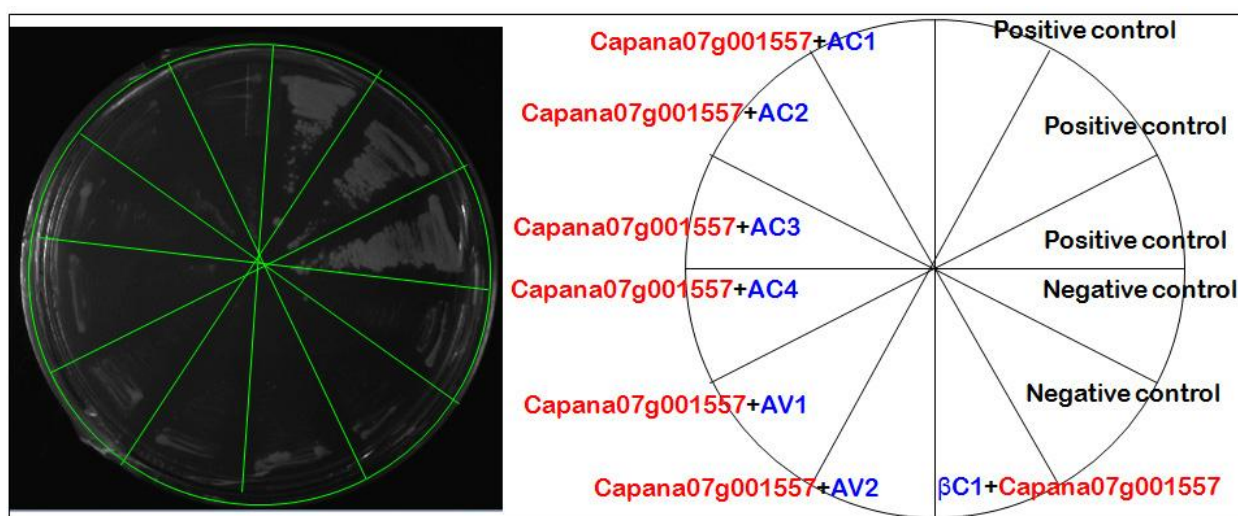 Capana07g001557+AC1
Positive control
Capana07g001557+AC2
Positive control
Capana07g001557+AC3
Positive control
Capana07g001557+AC4
Negative control
Capana07g001557+AV1
Negative control
Capana07g001557+AV2
βC1+Capana07g001557